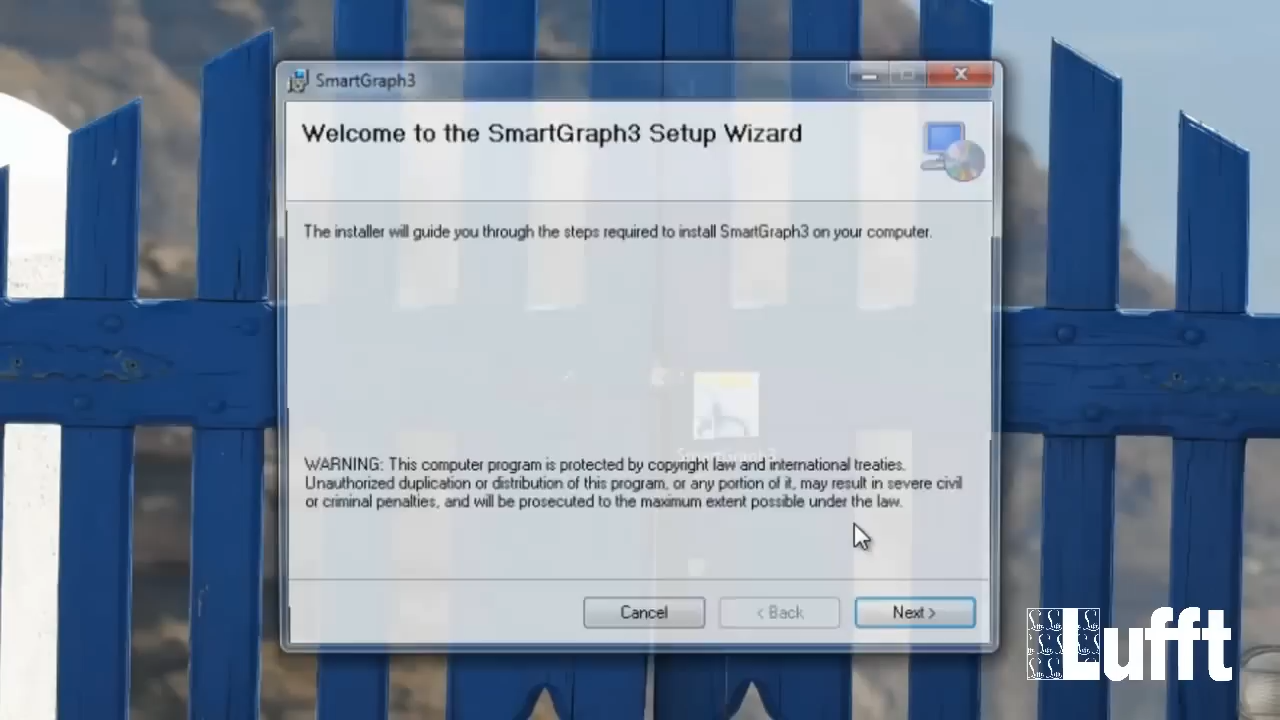 SmartGraph3
Welcome to the SmartGraph3 Setup Wizard
The installer will guide you through the steps required to install SmartGraph3 on your computer.
SmartGraph3
WARNING: This computer program is protected by copyright law and international treaties.
Unauthorized duplication or distribution of this program, or any portion of it, may result in severe civil
or criminal penalties, and will be prosecuted to the maximum extent possible under the law.
Cancel
< Back
Next >
Lufft